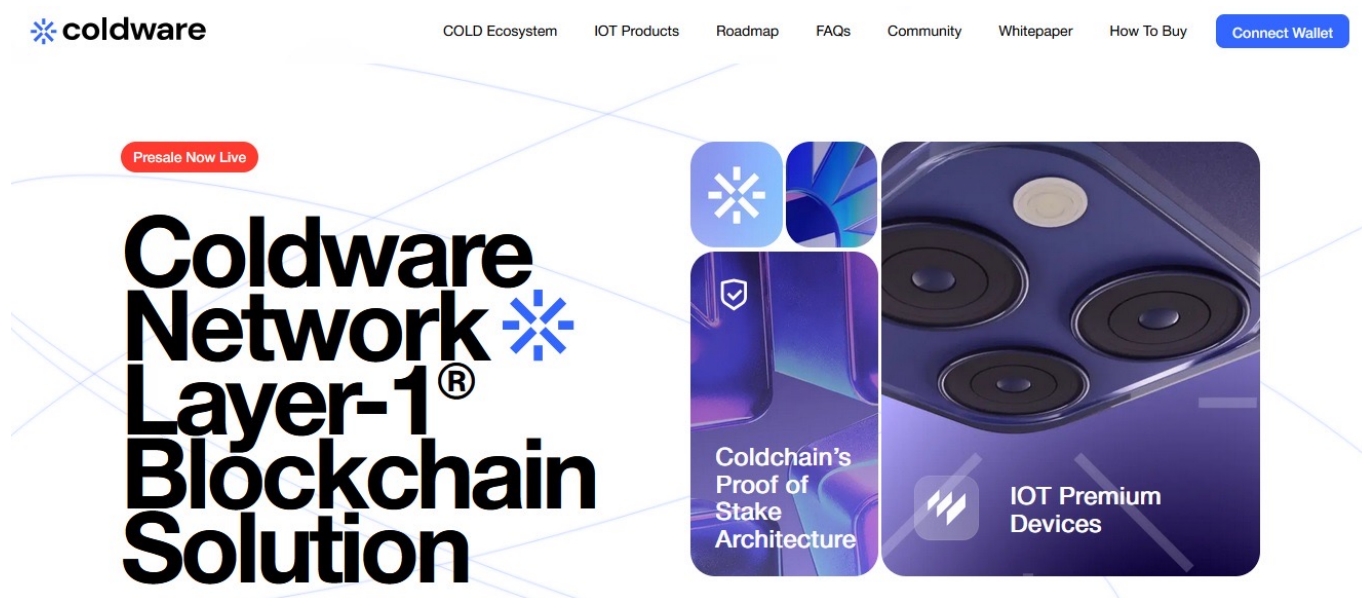 coldware
COLD Ecosystem
IOT Products
Roadmap
FAQs
Community
Whitepaper
How To Buy
Connect Wallet
Presale Now Live
Coldware
Network
Layer-1®
Blockchain
Solution
Coldchain’s
Proof of
Stake
Architecture
IOT Premium
Devices